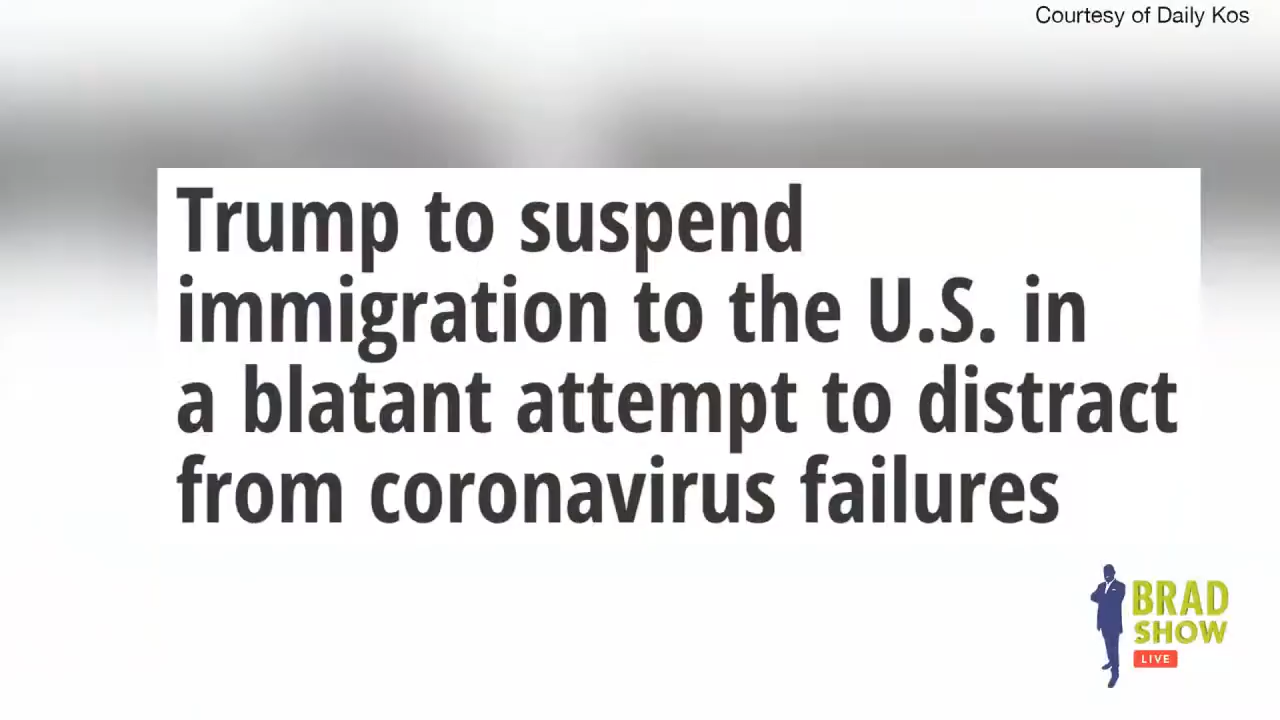 Courtesy of Daily Kos
Trump to suspend
immigration to the U.S. in
a blatant attempt to distract
from coronavirus failures
BRAD
SHOW
LIVE